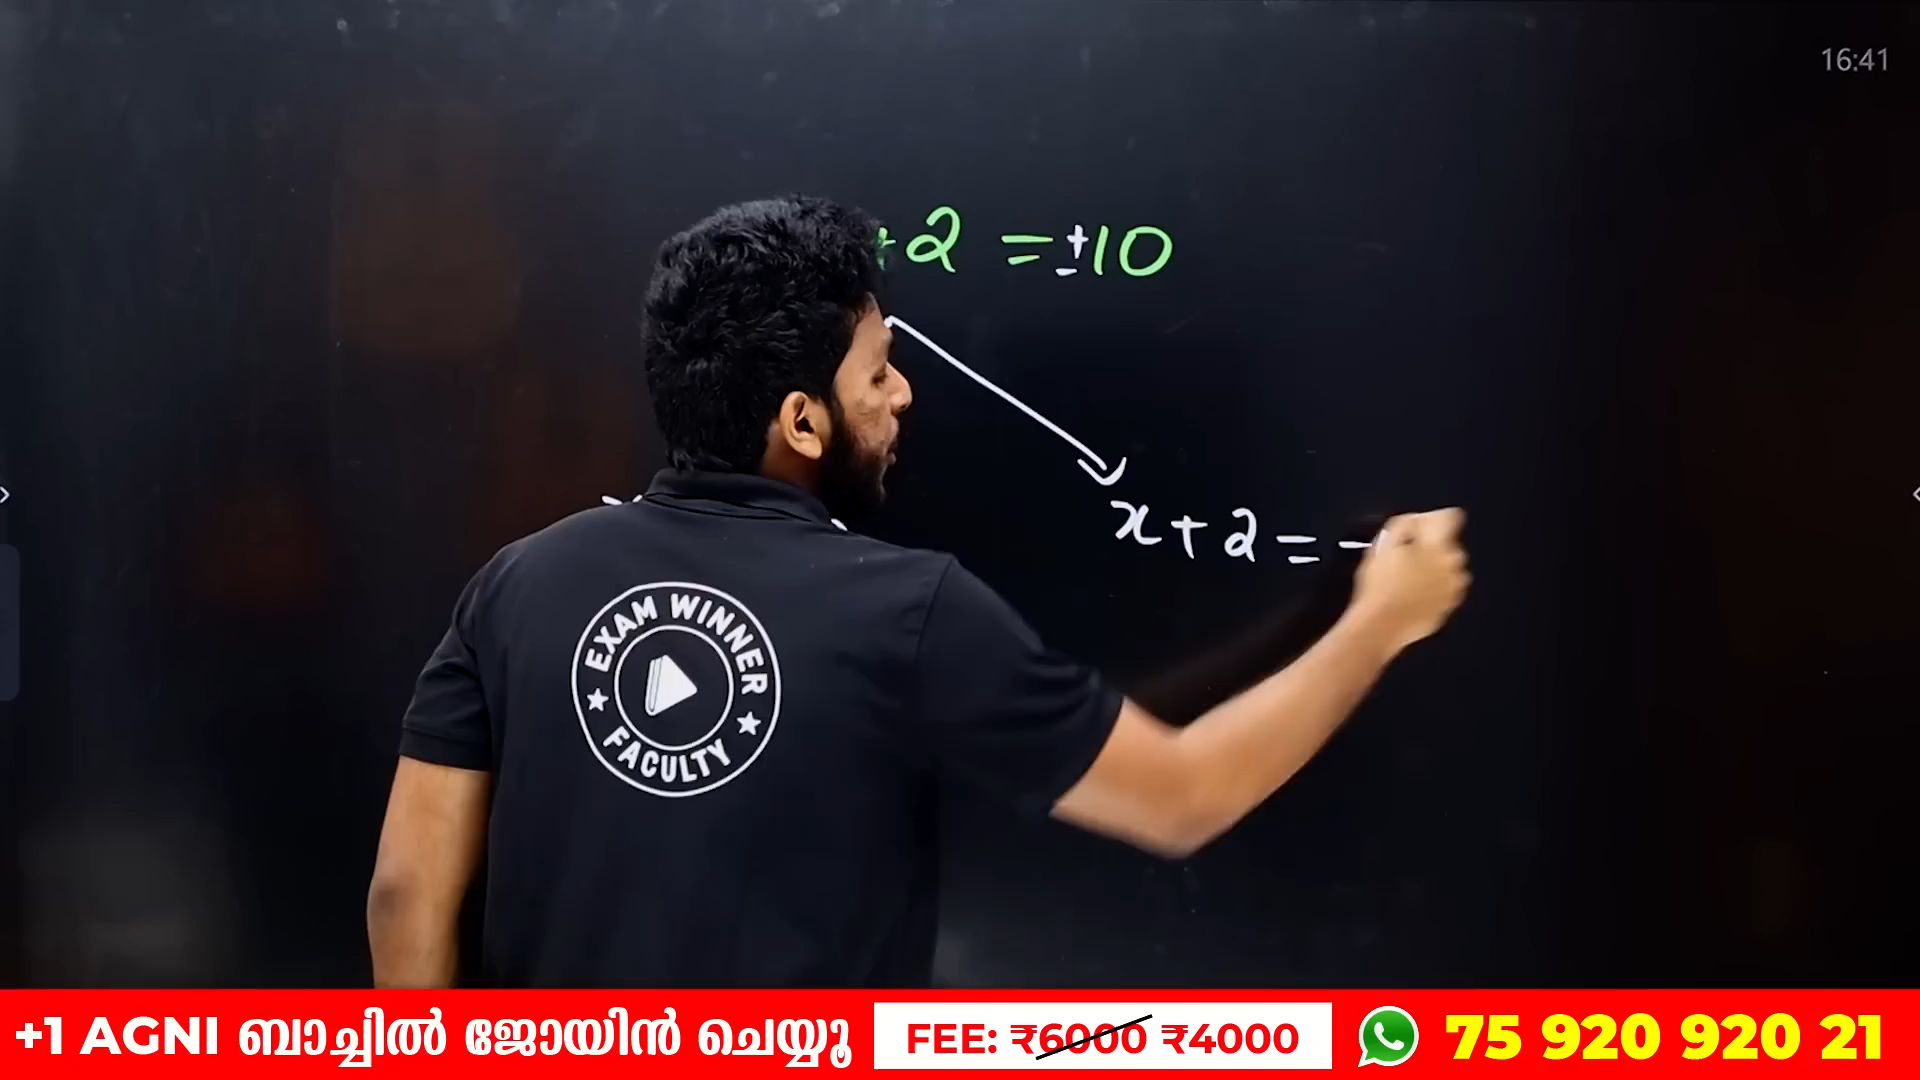 16:41
+2 = ±10
x+2 = -
EXAM WINNER
FACULTY
+1 AGNI ബാച്ചിൽ ജോയിൻ ചെയ്യൂ
FEE: ₹6000 ₹4000
75 920 920 21